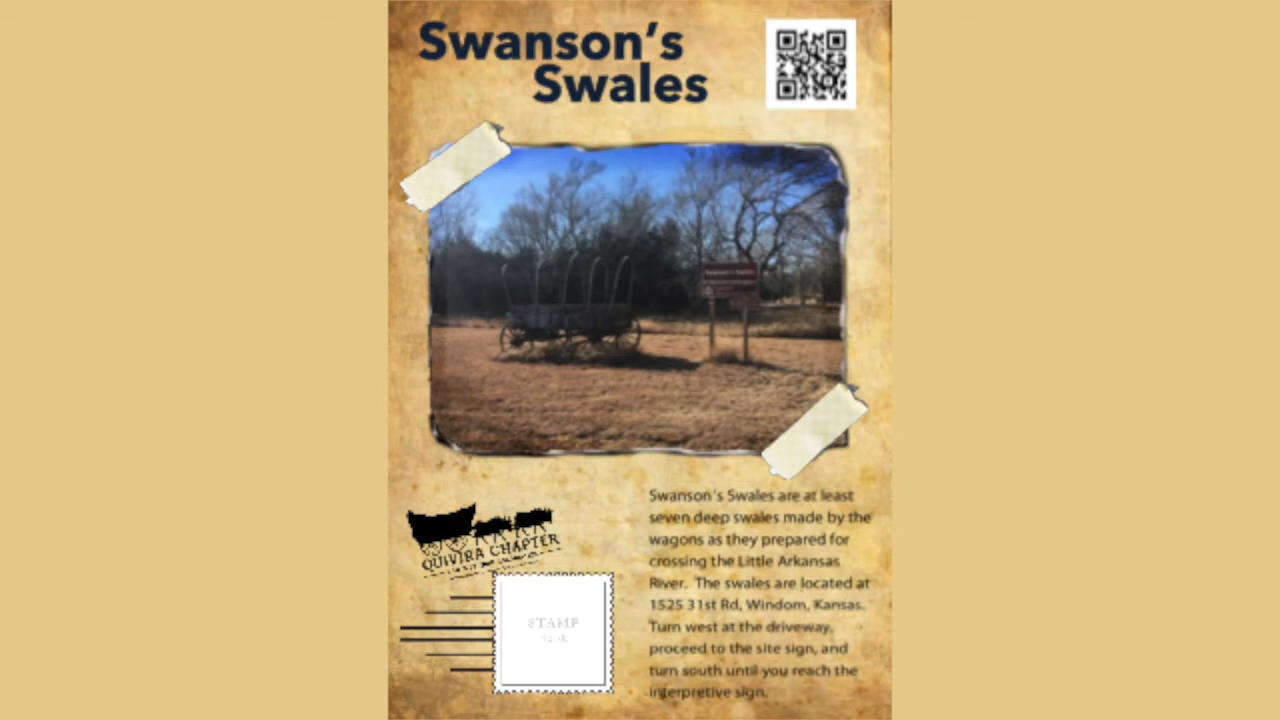 Swanson's
Swales
Swanson's Swales
Swanson's Swales are at least
seven deep swales made by the
wagons as they prepared for
crossing the Little Arkansas
River. The swales are located at
1525 31st Rd, Windom, Kansas.
Turn west at the driveway,
proceed to the site sign, and
turn south until you reach the
interpretive sign.
QUIVIRA CHAPTER
STAMP